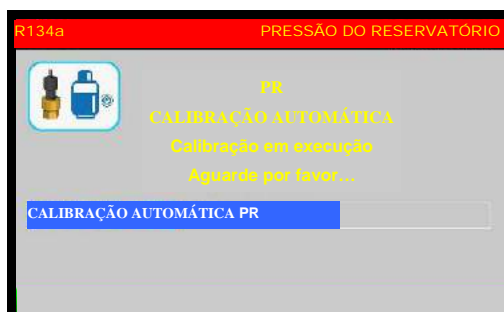 R134a PRESSÃO DO RESERVATÓRIO
PR
CALIBRAÇÃO AUTOMÁTICA
Calibração em execução
Aguarde por favor...
CALIBRAÇÃO AUTOMÁTICA PR